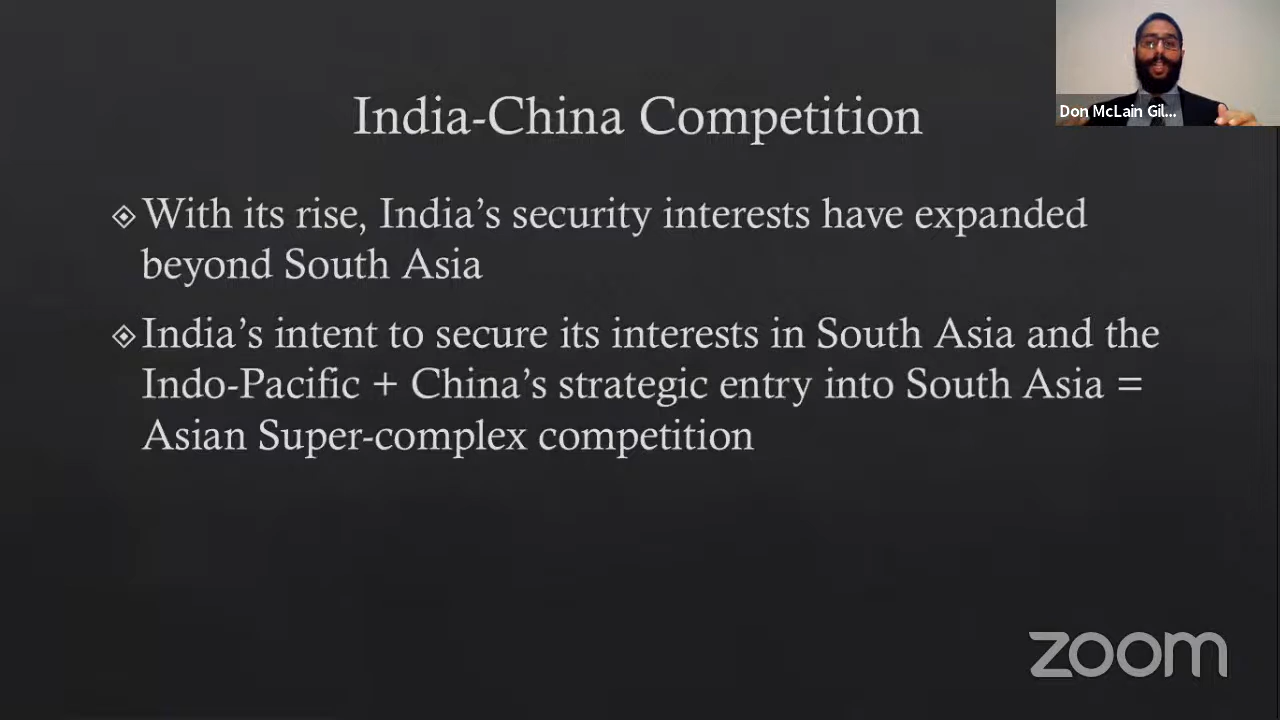 India-China Competition
Don McLain Gil...
With its rise, India’s security interests have expanded
beyond South Asia
India’s intent to secure its interests in South Asia and the
Indo-Pacific + China’s strategic entry into South Asia =
Asian Super-complex competition
zoom